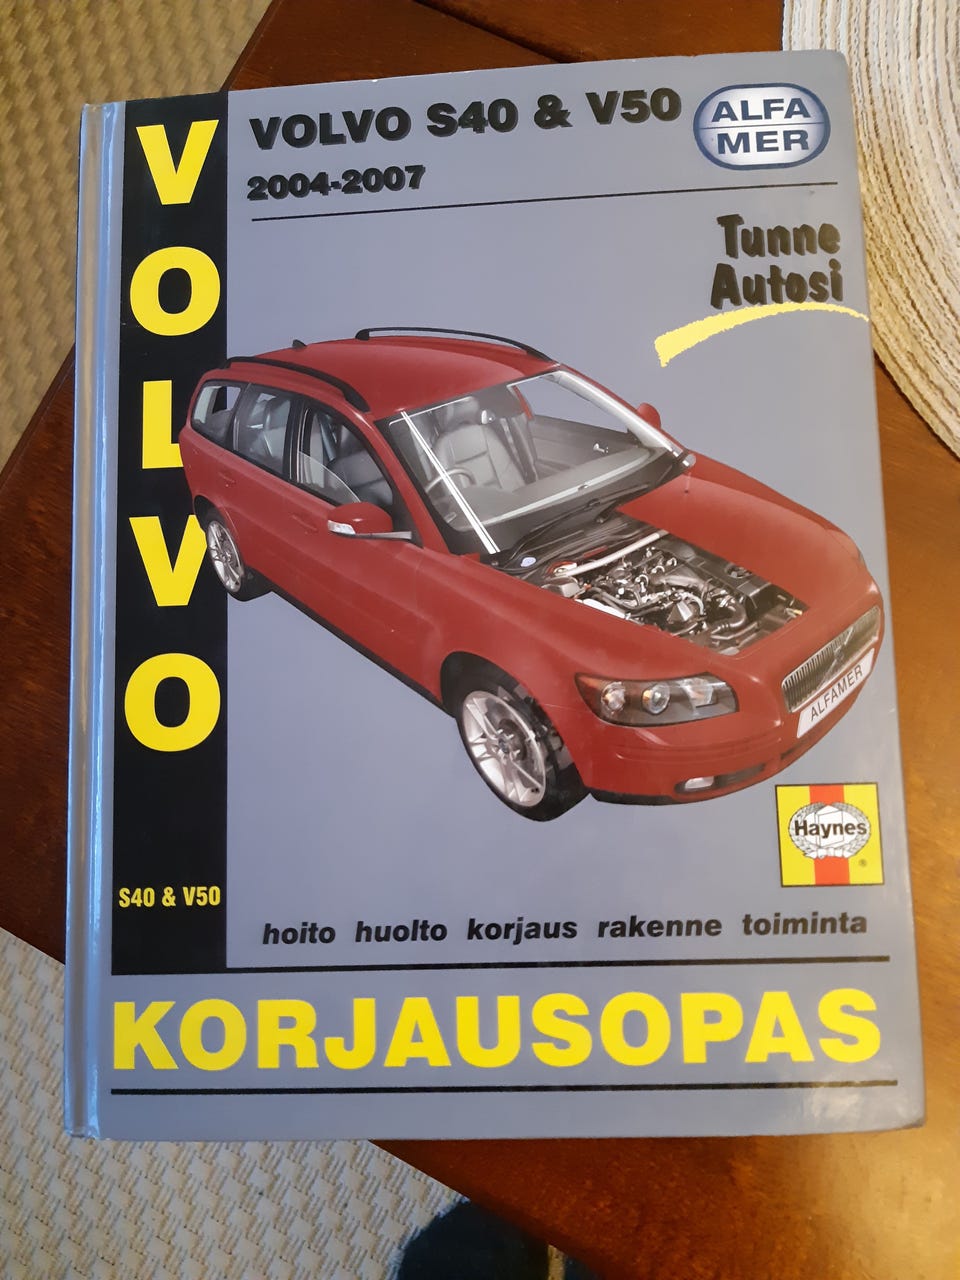 VOLVO
VOLVO S40 & V50
2004-2007
ALFA
MER
Tunne
Autosi
ALFAMER
Haynes
®
S40 & V50
hoito huolto korjaus rakenne toiminta
KORJAUSOPAS